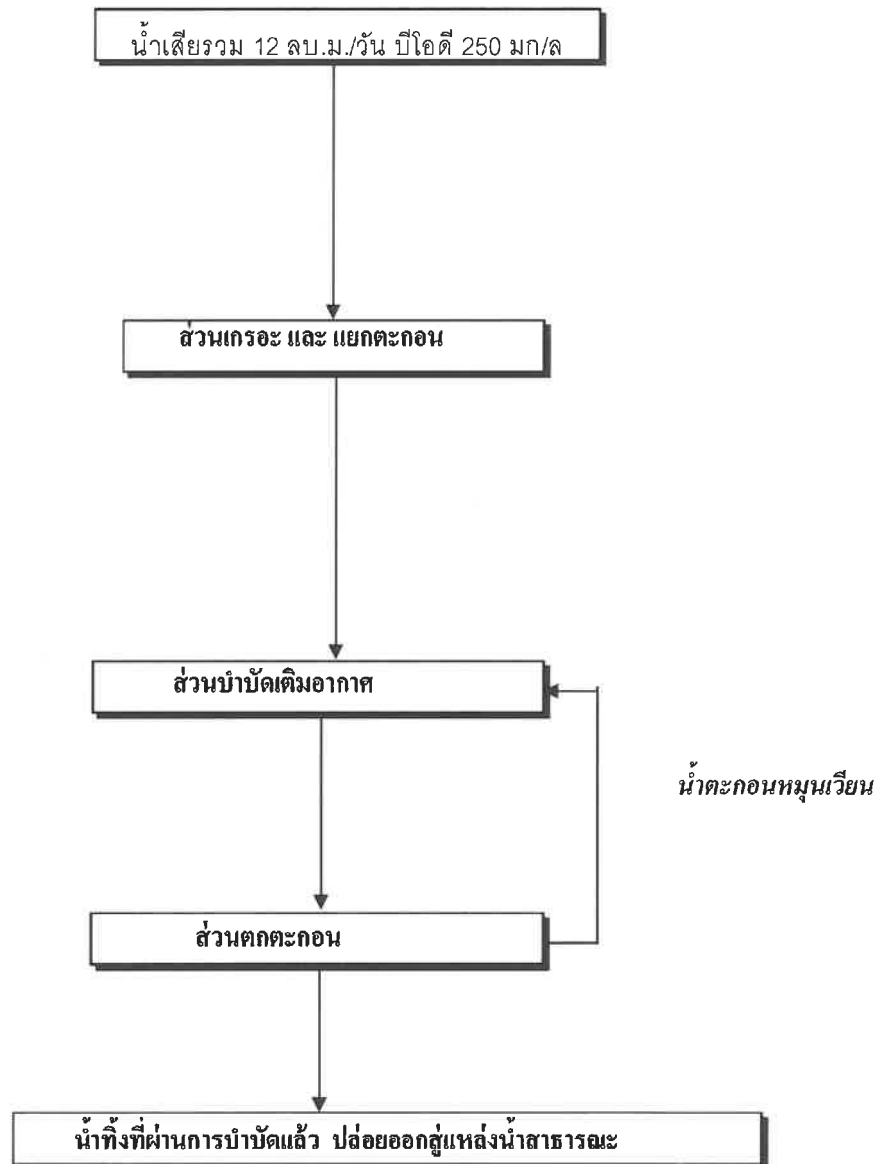 น้ำเสียรวม 12 ลบ.ม./วัน บีโอดี 250 มก/ล
ส่วนเกรอะ และ แยกตะกอน
ส่วนบำบัดเติมอากาศ
น้ำตะกอนหมุนเวียน
ส่วนตกตะกอน
น้ำทิ้งที่ผ่านการบำบัดแล้ว ปล่อยออกสู่แหล่งน้ำสาธารณะ